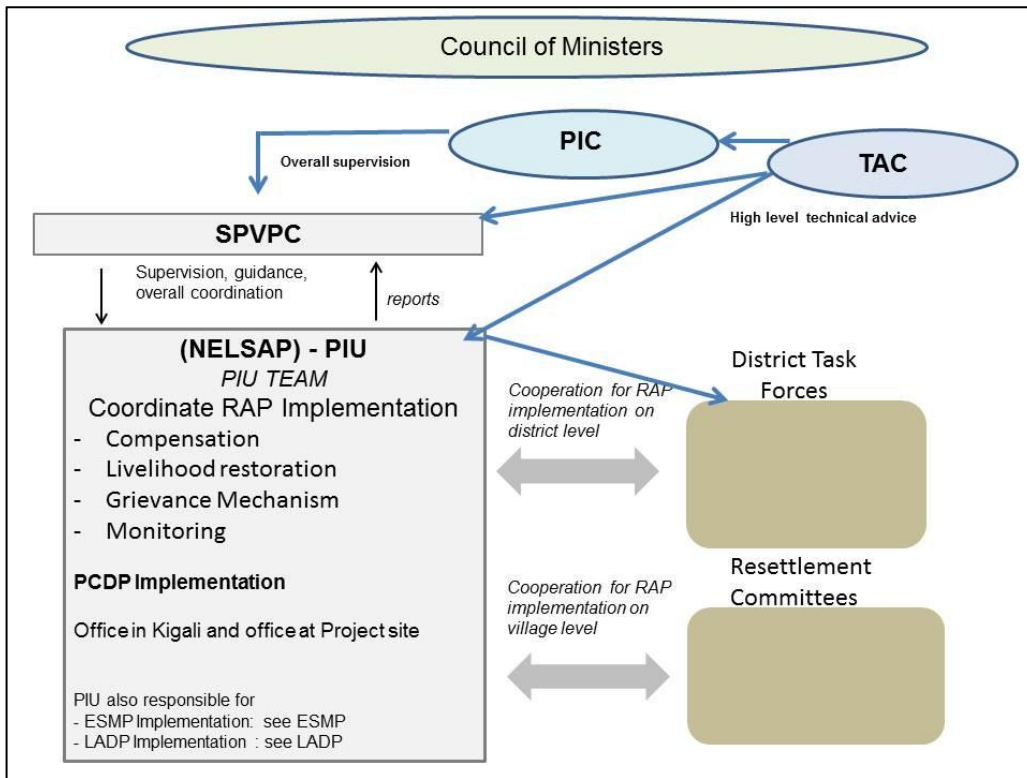 Council of Ministers
PIC
TAC
Overall supervision
High level technical advice
SPVPC
Supervision, guidance,
overall coordination
reports
(NELSAP) - PIU
PIU TEAM
Coordinate RAP Implementation
- Compensation
- Livelihood restoration
- Grievance Mechanism
- Monitoring
PCDP Implementation
Office in Kigali and office at Project site
PIU also responsible for
- ESMP Implementation: see ESMP
- LADP Implementation : see LADP
Cooperation for RAP
implementation on
district level
District Task
Forces
Cooperation for RAP
implementation on
village level
Resettlement
Committees